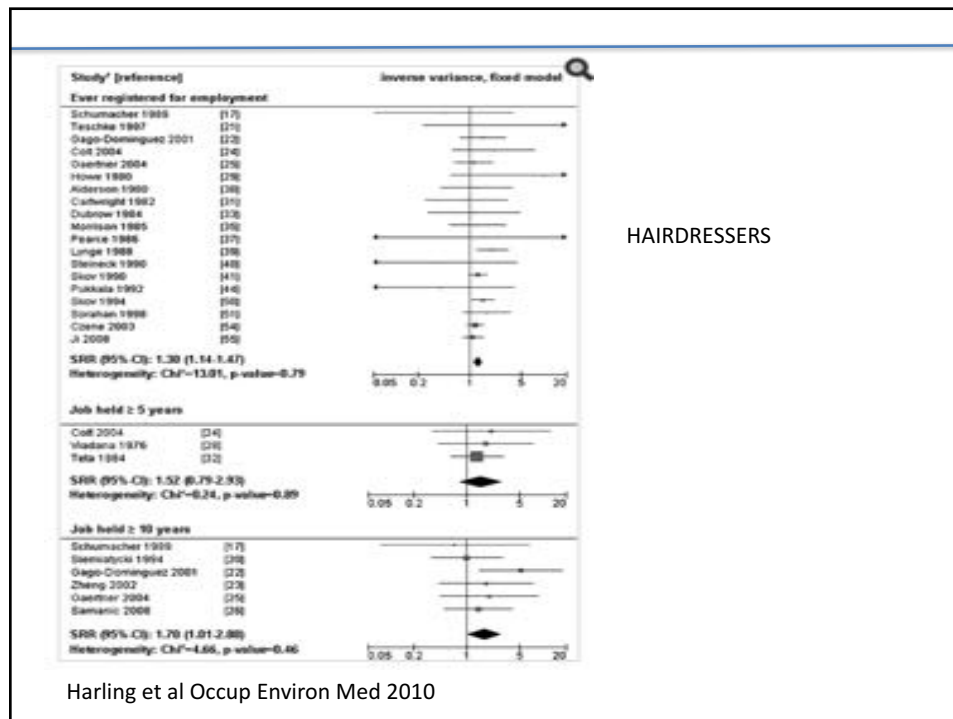 Study¹ [reference] inverse variance, fixed model
Ever registered for employment
Schumacher 1989 [17]
Teschke 1997 [21]
Gago-Dominguez 2001 [22]
Colt 2004 [24]
Gaertner 2004 [25]
Howe 1980 [29]
Alderson 1980 [30]
Cartwright 1982 [31]
Dubrow 1984 [33]
Morrison 1985 [35]
Pearce 1986 [37]
Lynge 1988 [39]
Steineck 1990 [40]
Skov 1990 [41]
Pukkala 1992 [44]
Skov 1994 [50]
Sorahan 1998 [51]
Czene 2003 [54]
Ji 2008 [55]
SRR (95%-CI): 1.30 (1.14-1.47)
Heterogeneity: Chi²=13.01, p-value=0.79
0.05 0.2 1 5 20
HAIRDRESSERS
Job held ≥ 5 years
Colt 2004 [24]
Viadana 1976 [28]
Teta 1984 [32]
SRR (95%-CI): 1.52 (0.79-2.93)
Heterogeneity: Chi²=0.24, p-value=0.89
0.05 0.2 1 5 20
Job held ≥ 10 years
Schumacher 1989 [17]
Siemiatycki 1994 [20]
Gago-Dominguez 2001 [22]
Zheng 2002 [23]
Gaertner 2004 [25]
Samanic 2008 [26]
SRR (95%-CI): 1.70 (1.01-2.88)
Heterogeneity: Chi²=4.66, p-value=0.46
0.05 0.2 1 5 20
Harling et al Occup Environ Med 2010